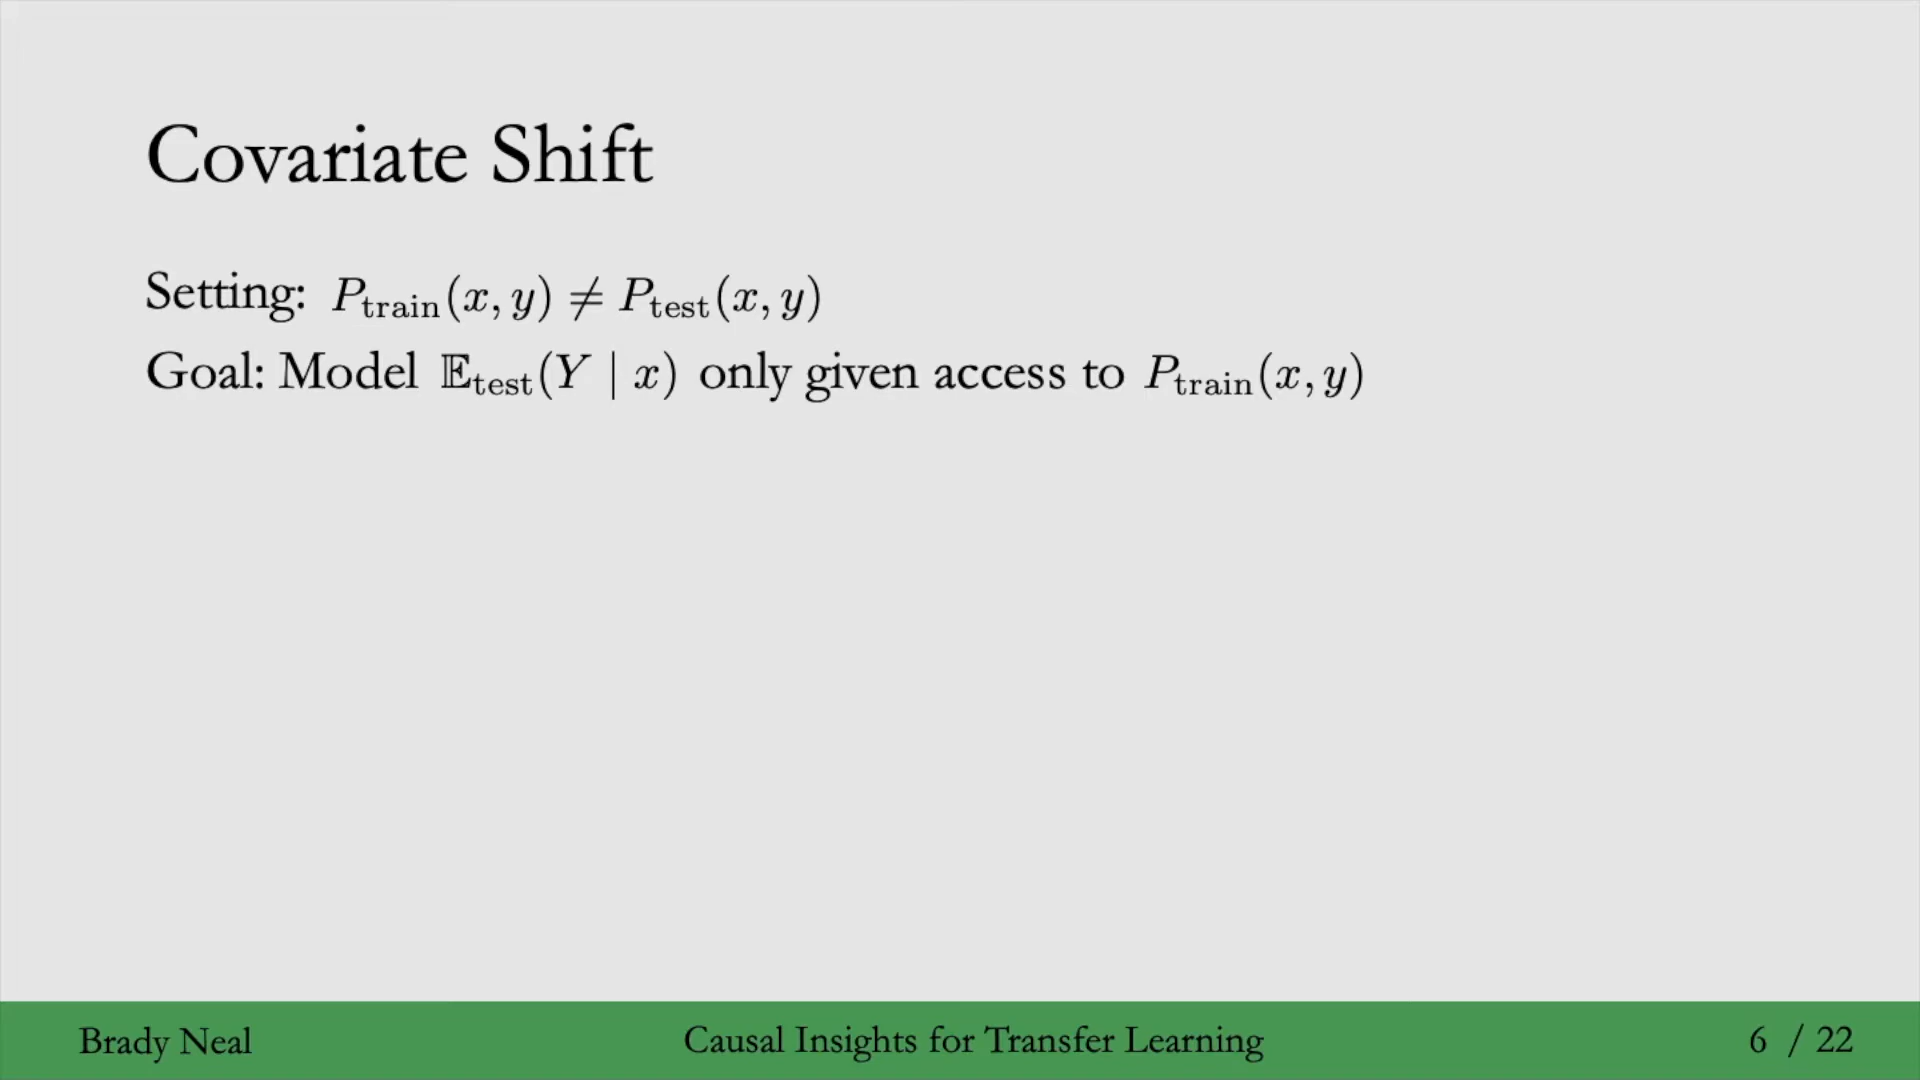 Covariate Shift
Setting: P_train(x, y) ≠ P_test(x, y)
Goal: Model 𝔼_test(Y | x) only given access to P_train(x, y)
Brady Neal
Causal Insights for Transfer Learning
6 / 22